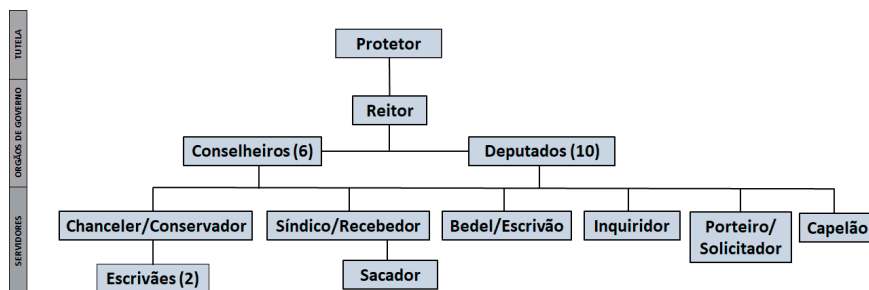 TUTELA
Protetor
ORGÃOS DE GOVERNO
Reitor
Conselheiros (6)
Deputados (10)
SERVIDORES
Chanceler/Conservador
Síndico/Recebedor
Bedel/Escrivão
Inquiridor
Porteiro/
Solicitador
Capelão
Escrivães (2)
Sacador